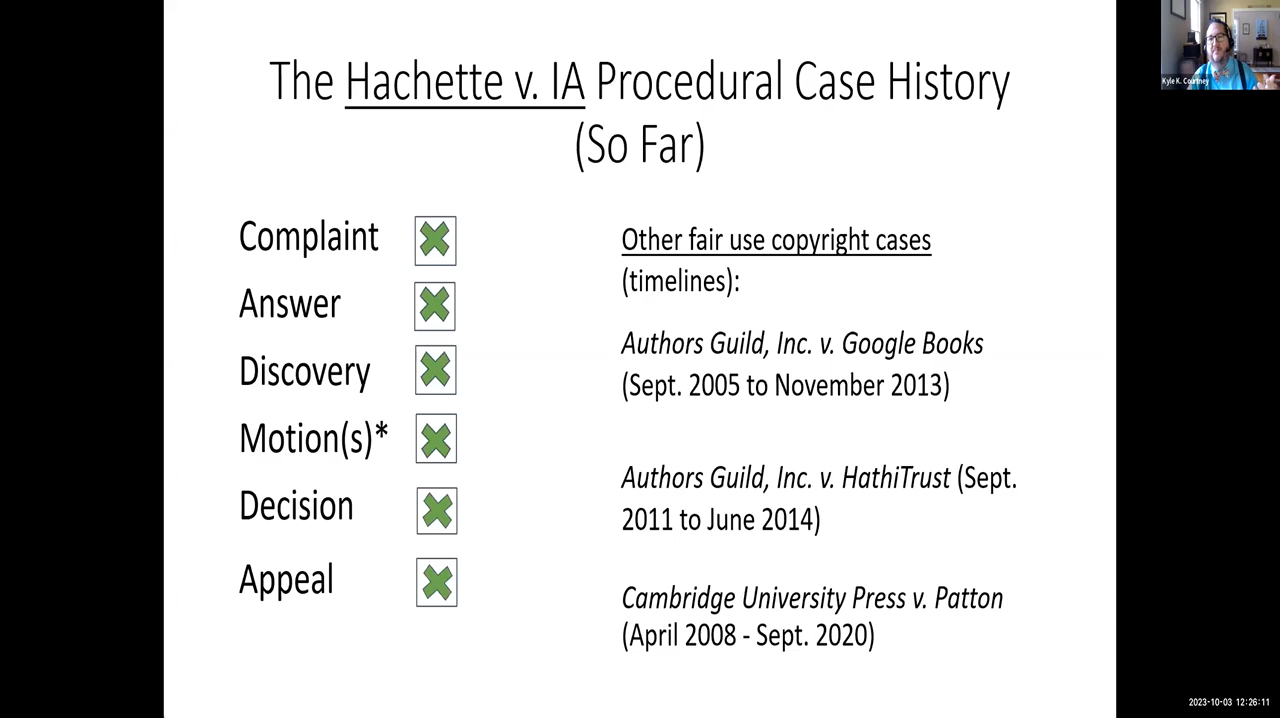 The Hachette v. IA Procedural Case History
(So Far)
Complaint
Answer
Discovery
Motion(s)*
Decision
Appeal
Other fair use copyright cases
(timelines):
Authors Guild, Inc. v. Google Books
(Sept. 2005 to November 2013)
Authors Guild, Inc. v. HathiTrust (Sept.
2011 to June 2014)
Cambridge University Press v. Patton
(April 2008 - Sept. 2020)
Kyle K. Courtney
2023-10-03 12:26:11